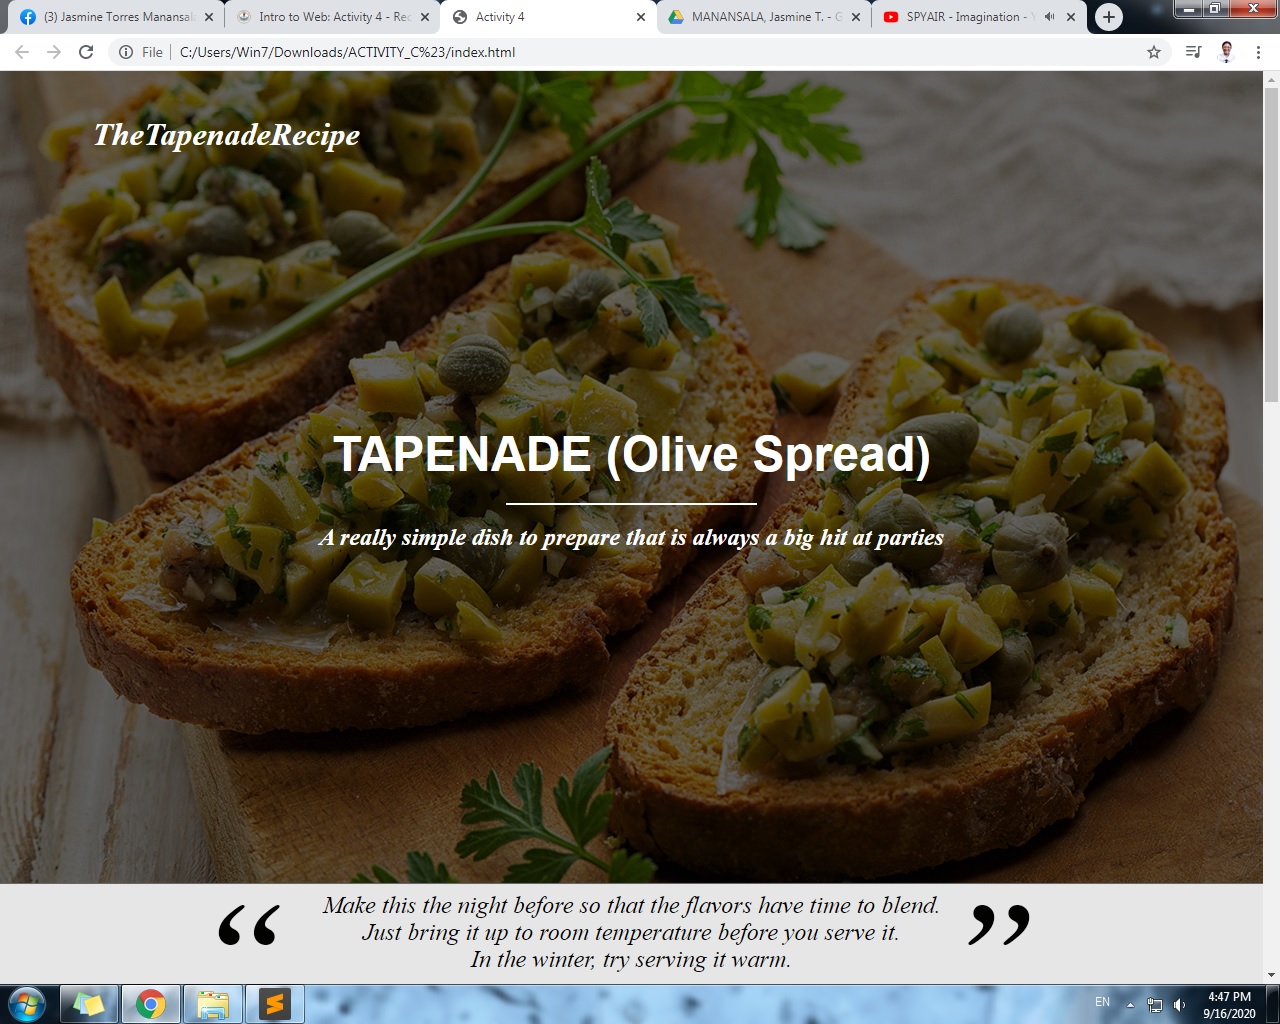 (3) Jasmine Torres Manansal
Intro to Web: Activity 4 - Rec
Activity 4
MANANSALA, Jasmine T. - G
SPYAIR - Imagination - Y
File
C:/Users/Win7/Downloads/ACTIVITY_C%23/index.html
TheTapenadeRecipe
TAPENADE (Olive Spread)
A really simple dish to prepare that is always a big hit at parties
“ Make this the night before so that the flavors have time to blend. ”
Just bring it up to room temperature before you serve it.
In the winter, try serving it warm.
EN
4:47 PM
9/16/2020